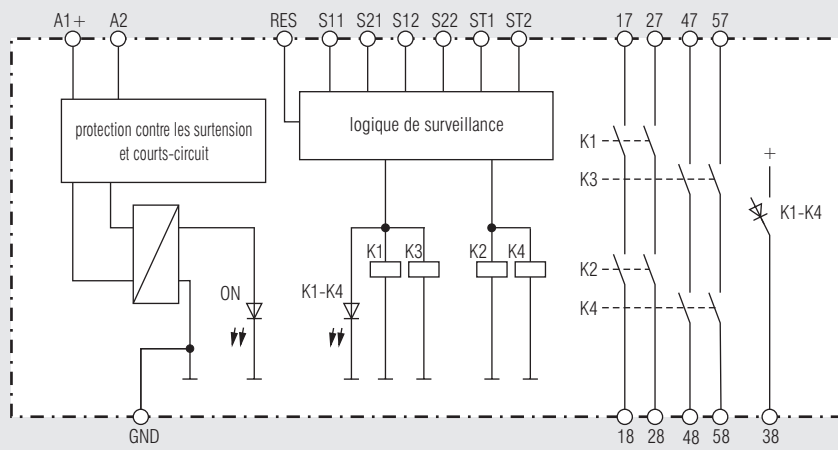 A1+ A2 RES S11 S21 S12 S22 ST1 ST2 17 27 47 57
protection contre les surtension
et courts-circuit
logique de surveillance
K1
K3
+
K1-K4
K1 K3 K2 K4
ON
K1-K4
K2
K4
GND 18 28 48 58 38